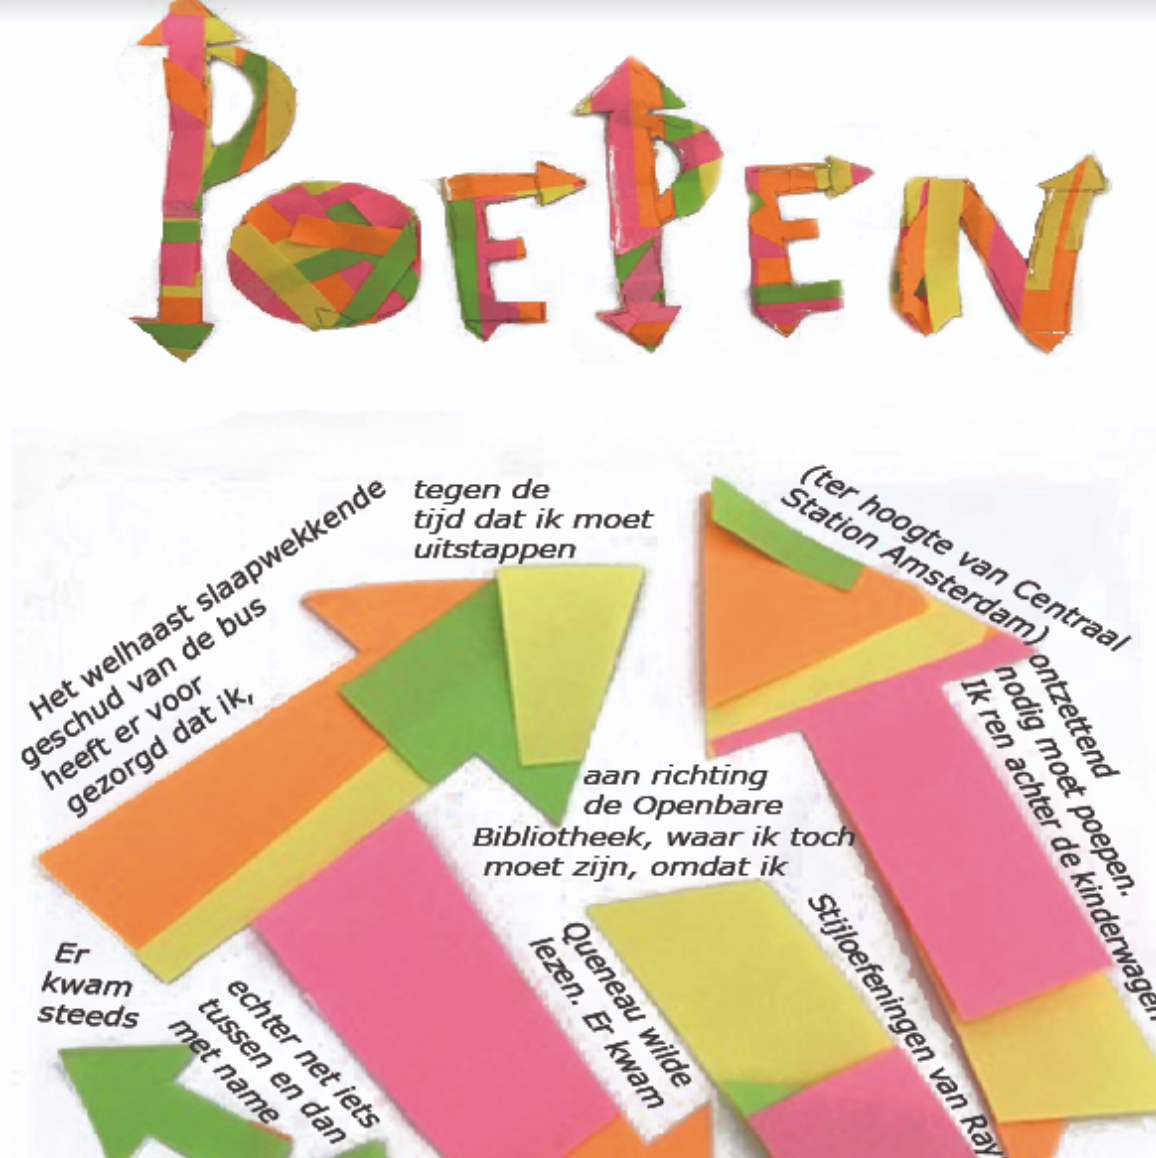 POEPEN
Het welhaast slaapwekkende
geschud van de bus
heeft er voor
gezorgd dat ik,
tegen de
tijd dat ik moet
uitstappen
(ter hoogte van Centraal
Station Amsterdam)
ontzettend
nodig moet poepen.
Ik ren achter de kinderwagen
aan richting
de Openbare
Bibliotheek, waar ik toch
moet zijn, omdat ik
Stijloefeningen van Ray
Queneau wilde
lezen. Er kwam
echter net iets
tussen en dan
met name
Er
kwam
steeds